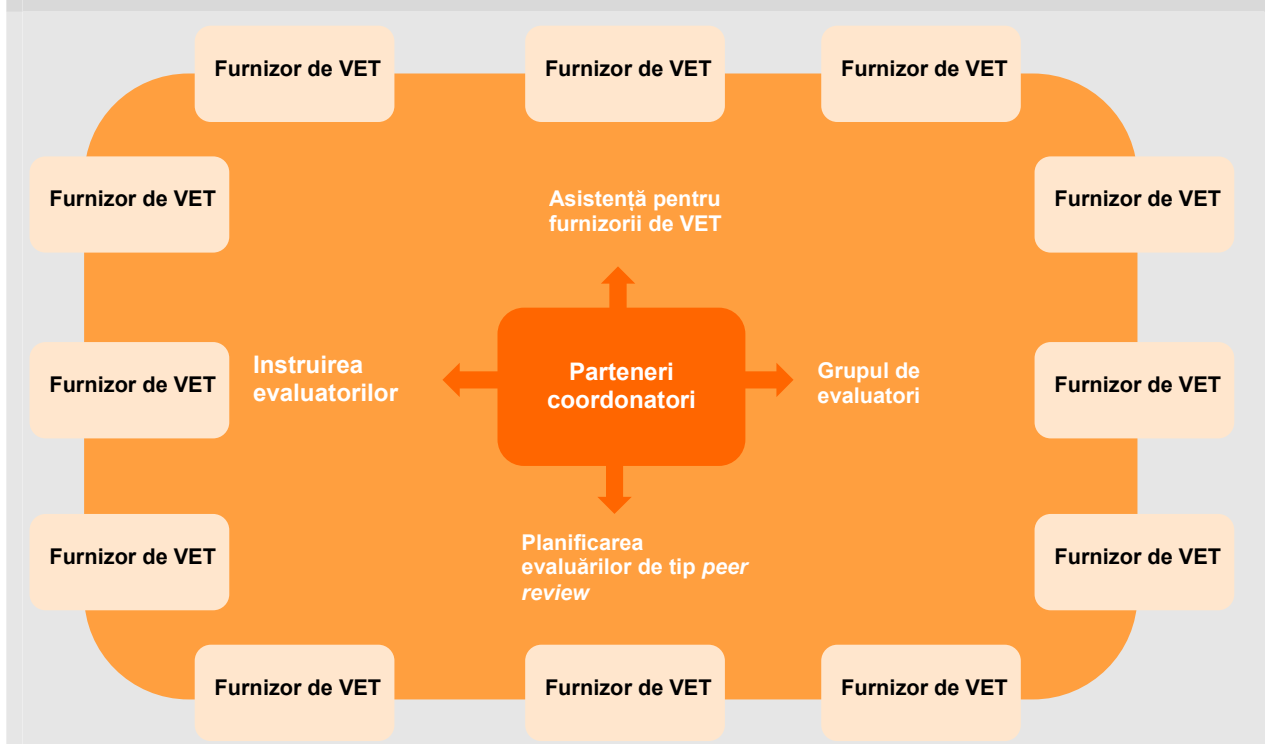 Furnizor de VET
Furnizor de VET
Furnizor de VET
Furnizor de VET
Furnizor de VET
Asistență pentru
furnizorii de VET
Furnizor de VET
Instruirea
evaluatorilor
Parteneri
coordonatori
Grupul de
evaluatori
Furnizor de VET
Furnizor de VET
Planificarea
evaluărilor de tip peer
review
Furnizor de VET
Furnizor de VET
Furnizor de VET
Furnizor de VET